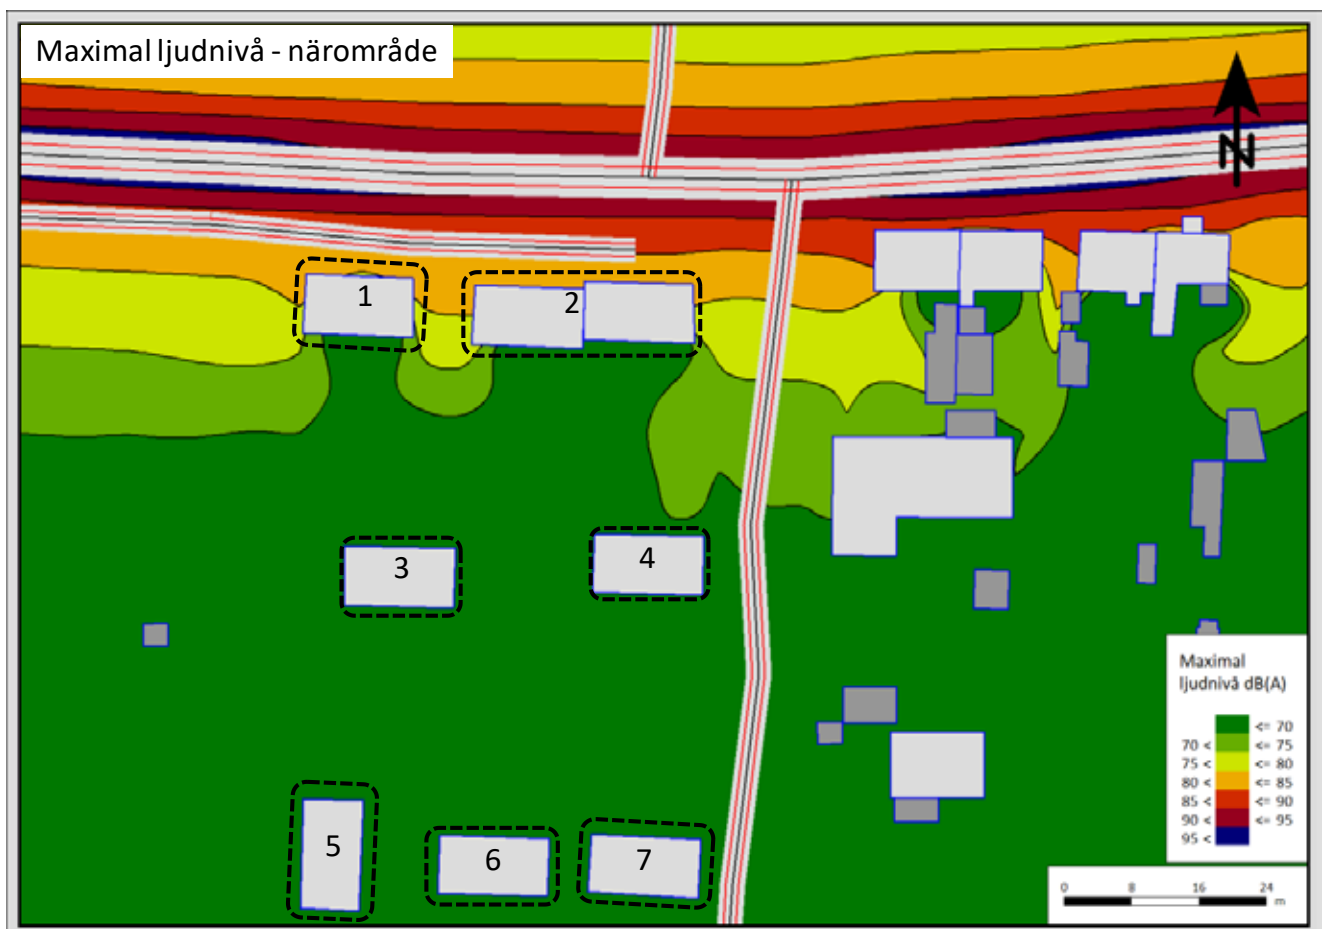 Maximal ljudnivå - närområde
N
1
2
3
4
5
6
7
Maximal
ljudnivå dB(A)
<= 70
70 < <= 75
75 < <= 80
80 < <= 85
85 < <= 90
90 < <= 95
95 <
0 8 16 24
m